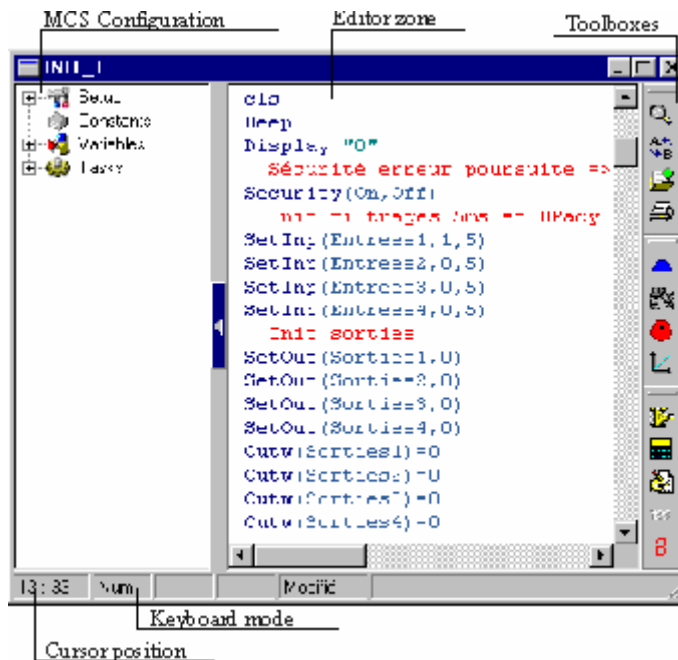 MCS Configuration
Editor zone
Toolboxes
INIT_1
Setup
Constants
Variables
Tasks
cls
Beep
Display "0"
Sécurité erreur poursuite =>
Security(On,Off)
SetInp(Entrees1,1,5)
SetInp(Entrees2,0,5)
SetInp(Entrees3,0,5)
SetInp(Entrees4,0,5)
Init sorties
SetOut(Sorties1,0)
SetOut(Sorties2,0)
SetOut(Sorties3,0)
SetOut(Sorties4,0)
Outw(Sorties1)=0
Outw(Sorties2)=0
Outw(Sorties3)=0
Outw(Sorties4)=0
Num
Modifié
Keyboard mode
Cursor position